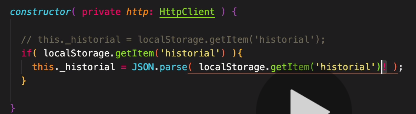 constructor( private http: HttpClient ) {
// this._historial = localStorage.getItem('historial');
if( localStorage.getItem('historial') ){
this._historial = JSON.parse( localStorage.getItem('historial')! );
}
}